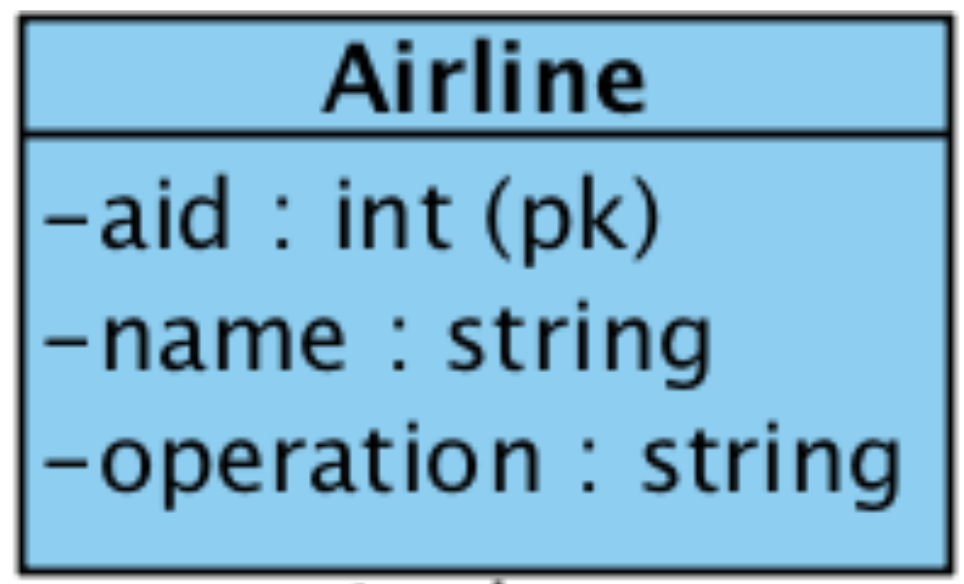 Airline
-aid : int (pk)
-name : string
-operation : string